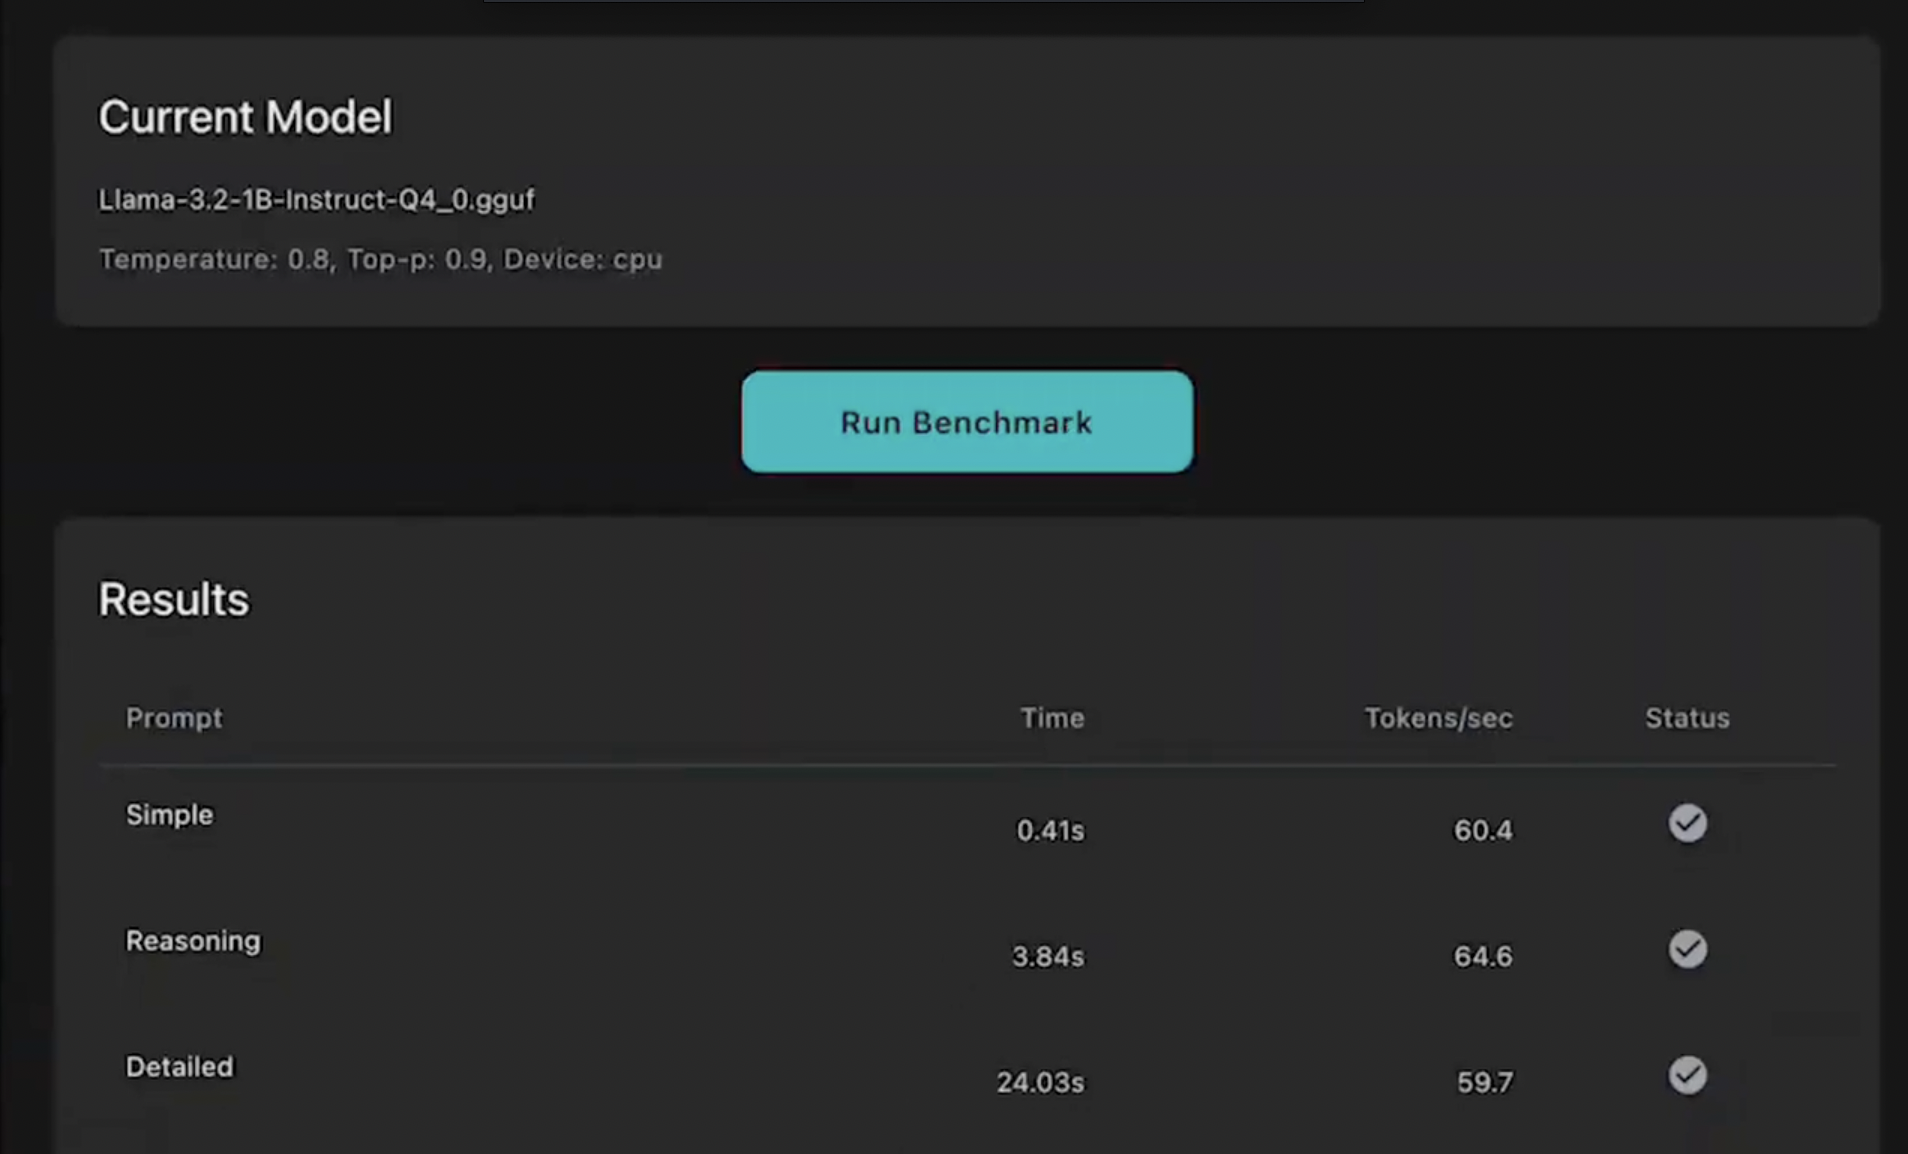 Current Model
Llama-3.2-1B-Instruct-Q4_0.gguf
Temperature: 0.8, Top-p: 0.9, Device: cpu
Run Benchmark
Results
Prompt Time Tokens/sec Status
Simple 0.41s 60.4
Reasoning 3.84s 64.6
Detailed 24.03s 59.7